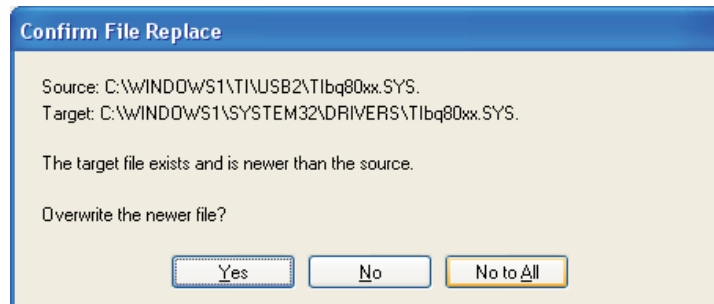 Confirm File Replace
Source: C:\WINDOWS1\TI\USB2\TIbq80xx.SYS.
Target: C:\WINDOWS1\SYSTEM32\DRIVERS\TIbq80xx.SYS.
The target file exists and is newer than the source.
Overwrite the newer file?
Yes No No to All